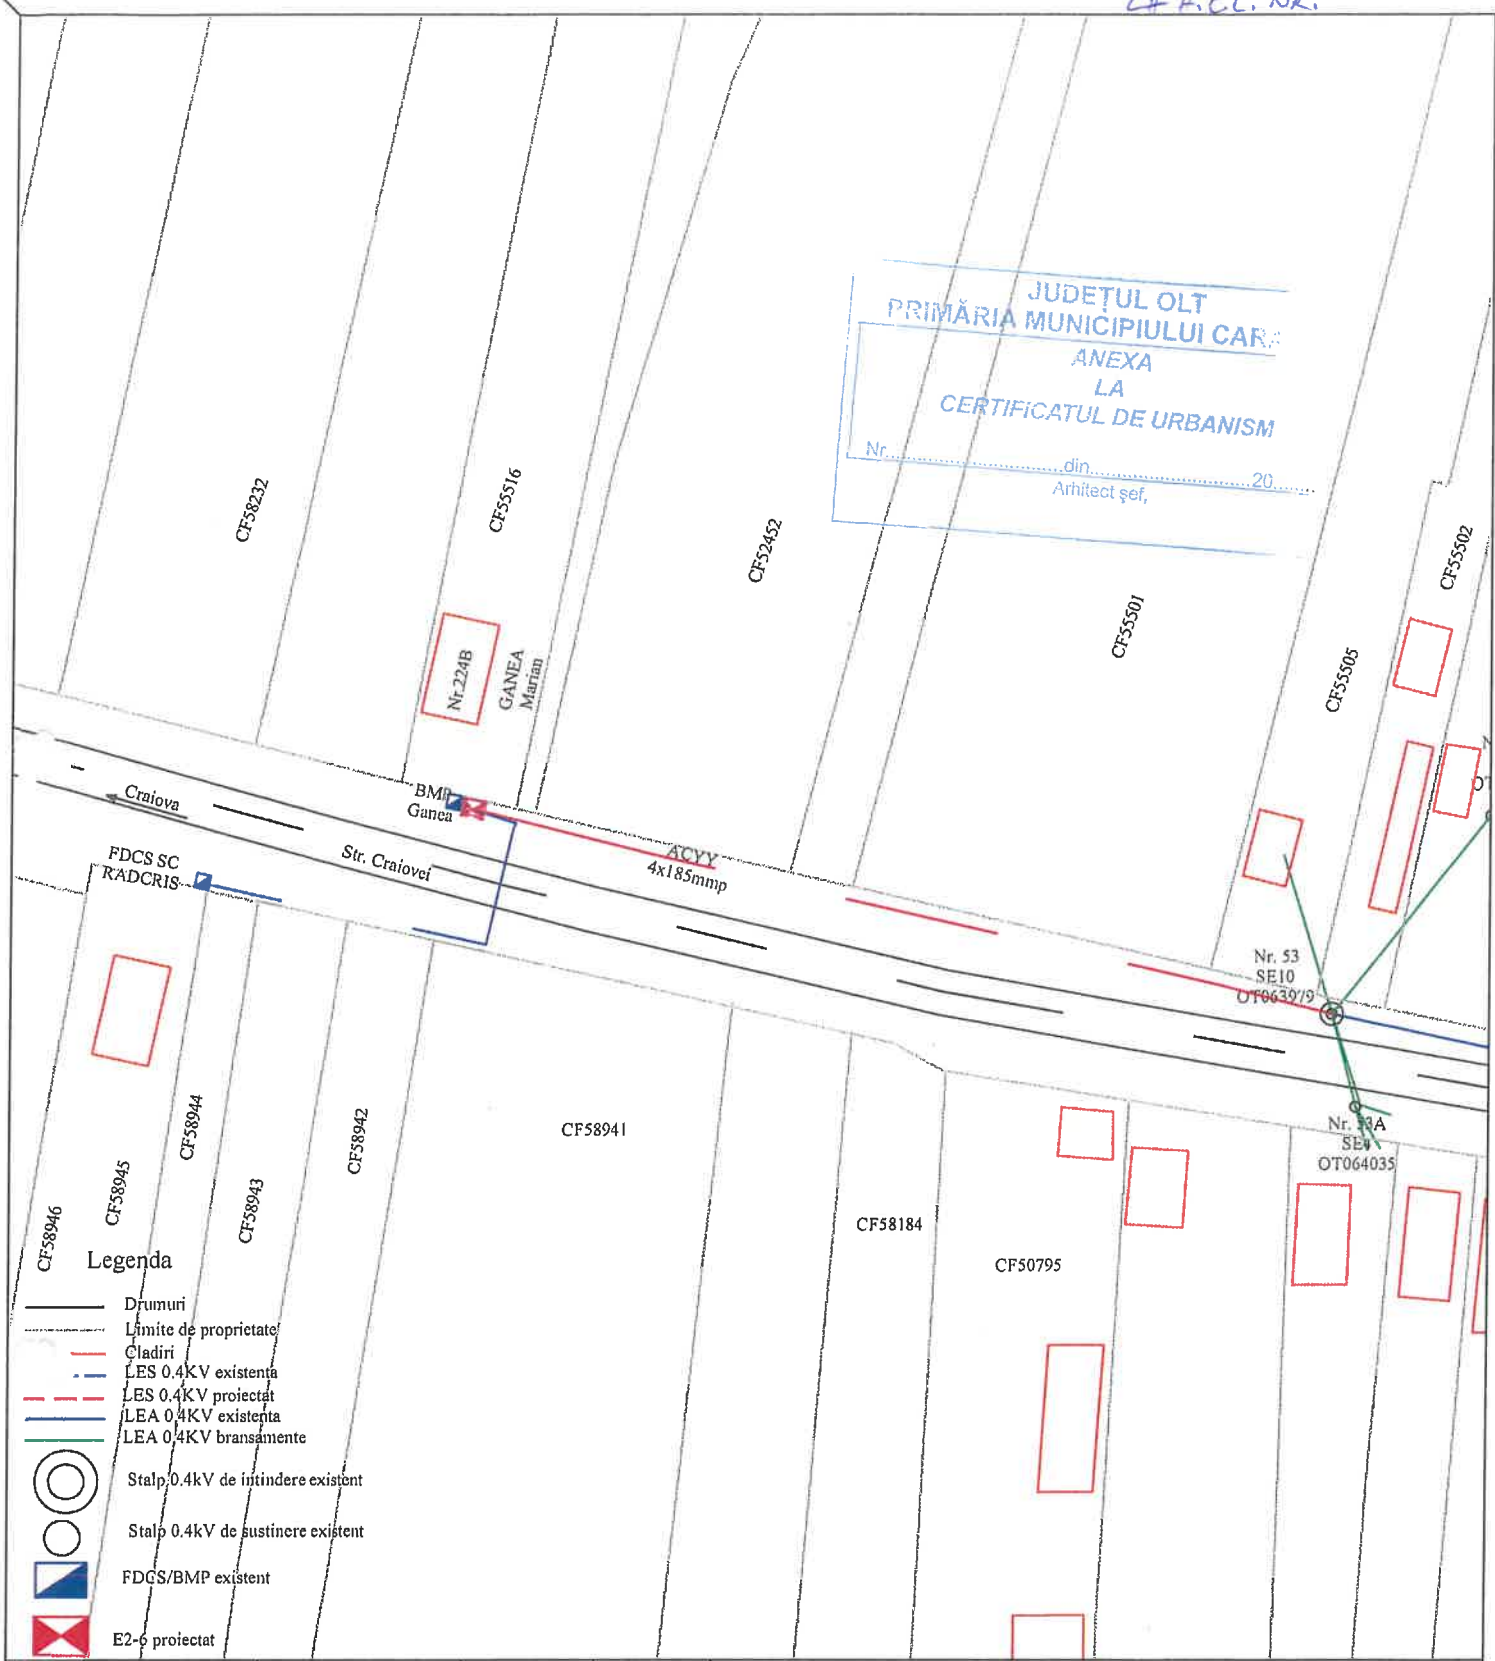 LA H.C.L. NR.
JUDEȚUL OLT
PRIMĂRIA MUNICIPIULUI
ANEXA
LA
CERTIFICATUL DE URBANISM
Nr..............................din............................20........
Arhitect șef,
CF58232
CF55516
CF52452
CF55501
CF55505
CF55502
Nr.224B
GANEA
Marian
BMP
Ganea
Craiova
Str. Craiovei
ACYY
4x185mmp
FDCS SC
RADCRIS
Nr. 53
SE10
OT063979
Nr. 53A
SE4
OT064035
CF58946
CF58945
CF58944
CF58943
CF58942
CF58941
CF58184
CF50795
Legenda
Drumuri
Limite de proprietate
Cladiri
LES 0.4KV existenta
LES 0.4KV proiectat
LEA 0.4KV existenta
LEA 0.4KV bransamente
Stalp 0.4kV de intindere existent
Stalp 0.4kV de sustinere existent
FDCS/BMP existent
E2-6 proiectat